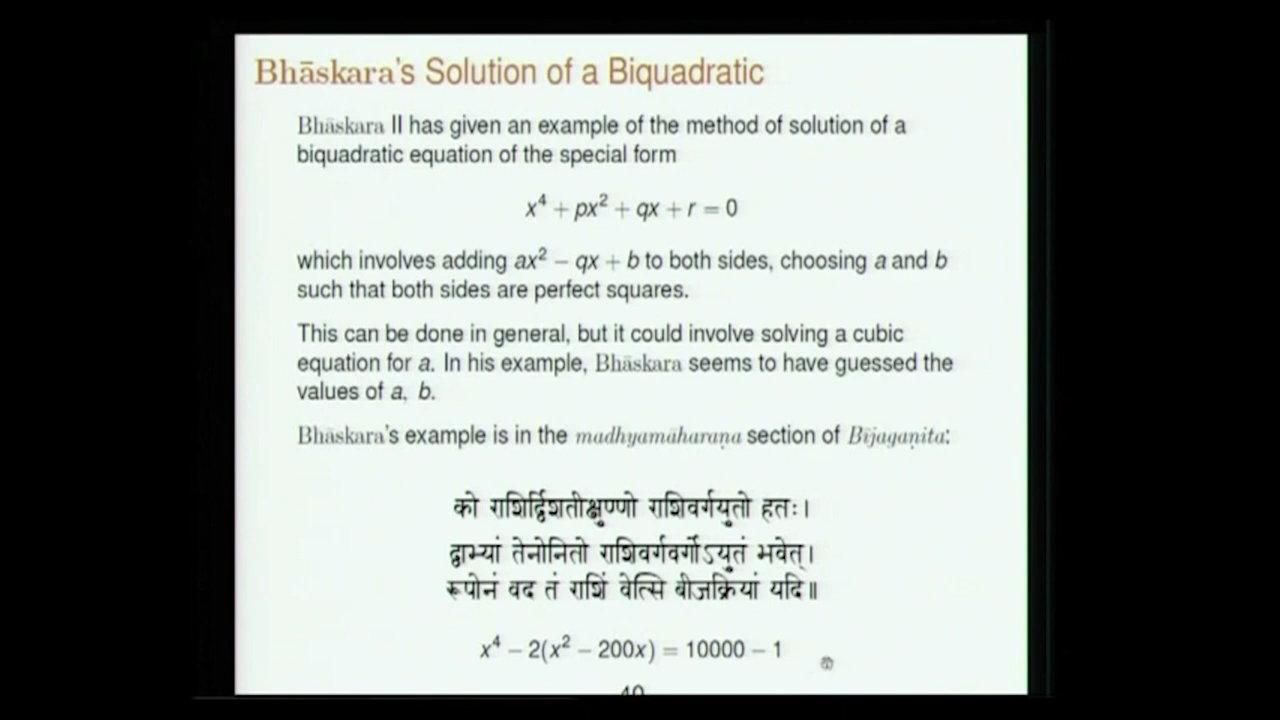 Bhāskara's Solution of a Biquadratic
Bhāskara II has given an example of the method of solution of a
biquadratic equation of the special form
x⁴ + px² + qx + r = 0
which involves adding ax² − qx + b to both sides, choosing a and b
such that both sides are perfect squares.
This can be done in general, but it could involve solving a cubic
equation for a. In his example, Bhāskara seems to have guessed the
values of a, b.
Bhāskara's example is in the madhyamāharaṇa section of Bījagaṇita:
को राशिर्द्विशतीक्षुण्णो राशिवर्गयुतो हतः।
द्वाभ्यां तेनोनितो राशिवर्गवर्गोऽयुतं भवेत्।
रूपोनं वद तं राशिं वेत्सि बीजक्रियां यदि॥
x⁴ − 2(x² − 200x) = 10000 − 1